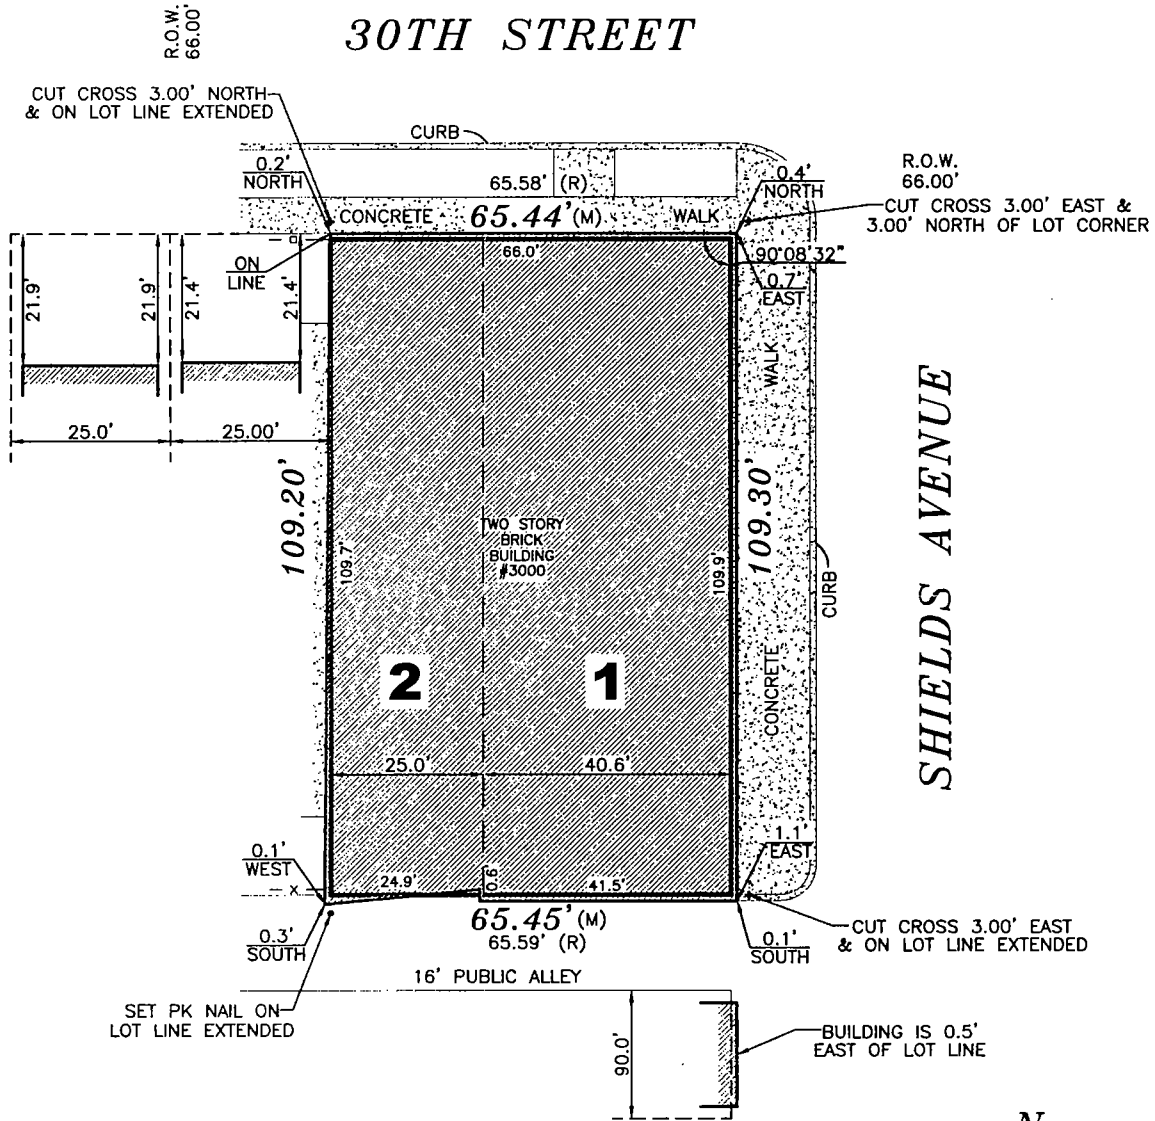 R.O.W.
66.00'
30TH STREET
CUT CROSS 3.00' NORTH
& ON LOT LINE EXTENDED
CURB
0.2'
NORTH
65.58' (R)
0.4'
NORTH
R.O.W.
66.00'
CONCRETE 65.44' (M) WALK
CUT CROSS 3.00' EAST &
3.00' NORTH OF LOT CORNER
ON
LINE
66.0'
90°08'32"
0.7'
EAST
21.9'
21.9'
21.4'
21.4'
WALK
25.0'
25.00'
109.20'
109.7'
TWO STORY
BRICK
BUILDING
#3000
109.9'
109.30'
CURB
SHIELDS AVENUE
2
1
CONCRETE
25.0'
40.6'
0.1'
WEST
X
24.9'
0.6'
41.5'
1.1'
EAST
65.45' (M)
65.59' (R)
0.3'
SOUTH
0.1'
SOUTH
CUT CROSS 3.00' EAST
& ON LOT LINE EXTENDED
16' PUBLIC ALLEY
SET PK NAIL ON
LOT LINE EXTENDED
90.0'
BUILDING IS 0.5'
EAST OF LOT LINE
N